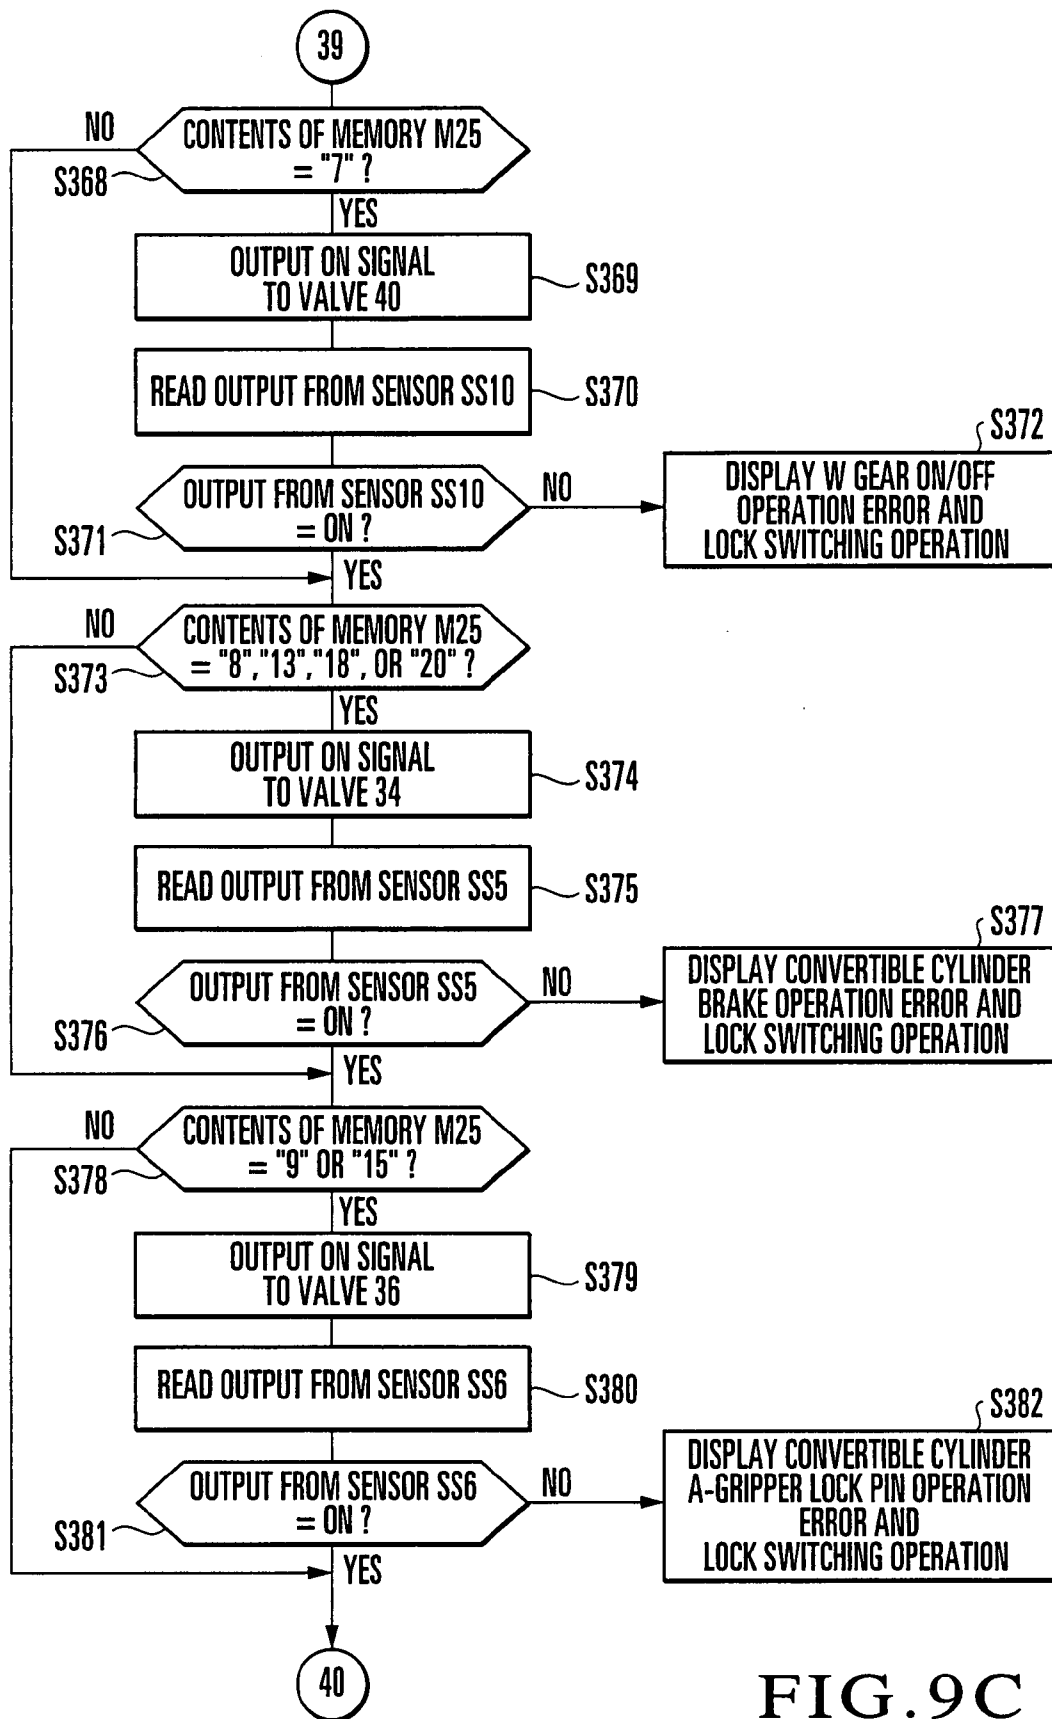 39
NO
CONTENTS OF MEMORY M25
= "7" ?
S368
YES
OUTPUT ON SIGNAL
TO VALVE 40
S369
READ OUTPUT FROM SENSOR SS10
S370
OUTPUT FROM SENSOR SS10
= ON ?
S371
NO
S372
DISPLAY W GEAR ON/OFF
OPERATION ERROR AND
LOCK SWITCHING OPERATION
YES
NO
CONTENTS OF MEMORY M25
= "8","13","18", OR "20" ?
S373
YES
OUTPUT ON SIGNAL
TO VALVE 34
S374
READ OUTPUT FROM SENSOR SS5
S375
OUTPUT FROM SENSOR SS5
= ON ?
S376
NO
S377
DISPLAY CONVERTIBLE CYLINDER
BRAKE OPERATION ERROR AND
LOCK SWITCHING OPERATION
YES
NO
CONTENTS OF MEMORY M25
= "9" OR "15" ?
S378
YES
OUTPUT ON SIGNAL
TO VALVE 36
S379
READ OUTPUT FROM SENSOR SS6
S380
OUTPUT FROM SENSOR SS6
= ON ?
S381
NO
S382
DISPLAY CONVERTIBLE CYLINDER
A-GRIPPER LOCK PIN OPERATION
ERROR AND
LOCK SWITCHING OPERATION
YES
40
FIG.9C